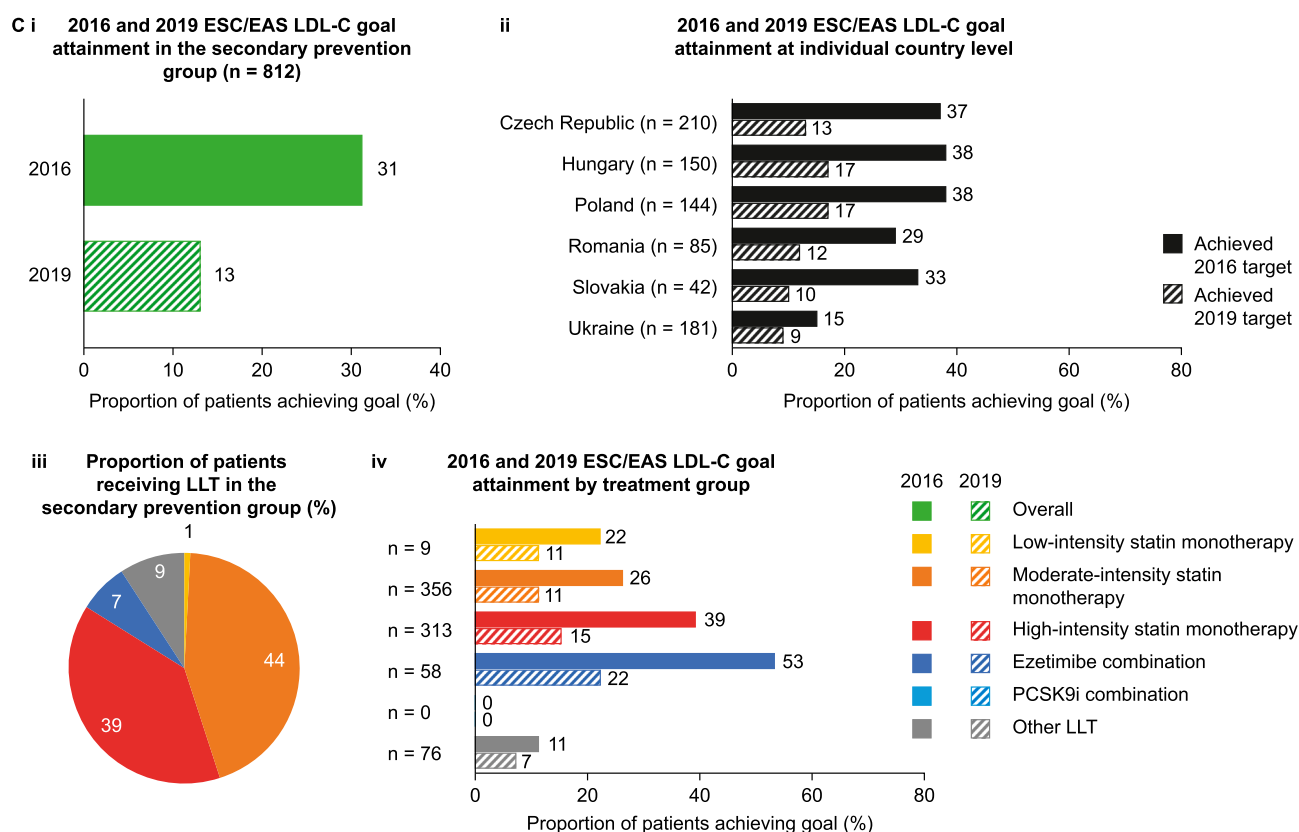 C i
2016 and 2019 ESC/EAS LDL-C goal
attainment in the secondary prevention
group (n = 812)
2016
31
2019
13
0 10 20 30 40
Proportion of patients achieving goal (%)
ii
2016 and 2019 ESC/EAS LDL-C goal
attainment at individual country level
Czech Republic (n = 210)
37
13
Hungary (n = 150)
38
17
Poland (n = 144)
38
17
Romania (n = 85)
29
12
Slovakia (n = 42)
33
10
Ukraine (n = 181)
15
9
0 20 40 60 80
Proportion of patients achieving goal (%)
Achieved
2016 target
Achieved
2019 target
iii
Proportion of patients
receiving LLT in the
secondary prevention group (%)
1
9
7
44
39
iv
2016 and 2019 ESC/EAS LDL-C goal
attainment by treatment group
n = 9
22
11
n = 356
26
11
n = 313
39
15
n = 58
53
22
n = 0
0
0
n = 76
11
7
0 20 40 60 80
Proportion of patients achieving goal (%)
2016 2019
Overall
Low-intensity statin monotherapy
Moderate-intensity statin
monotherapy
High-intensity statin monotherapy
Ezetimibe combination
PCSK9i combination
Other LLT